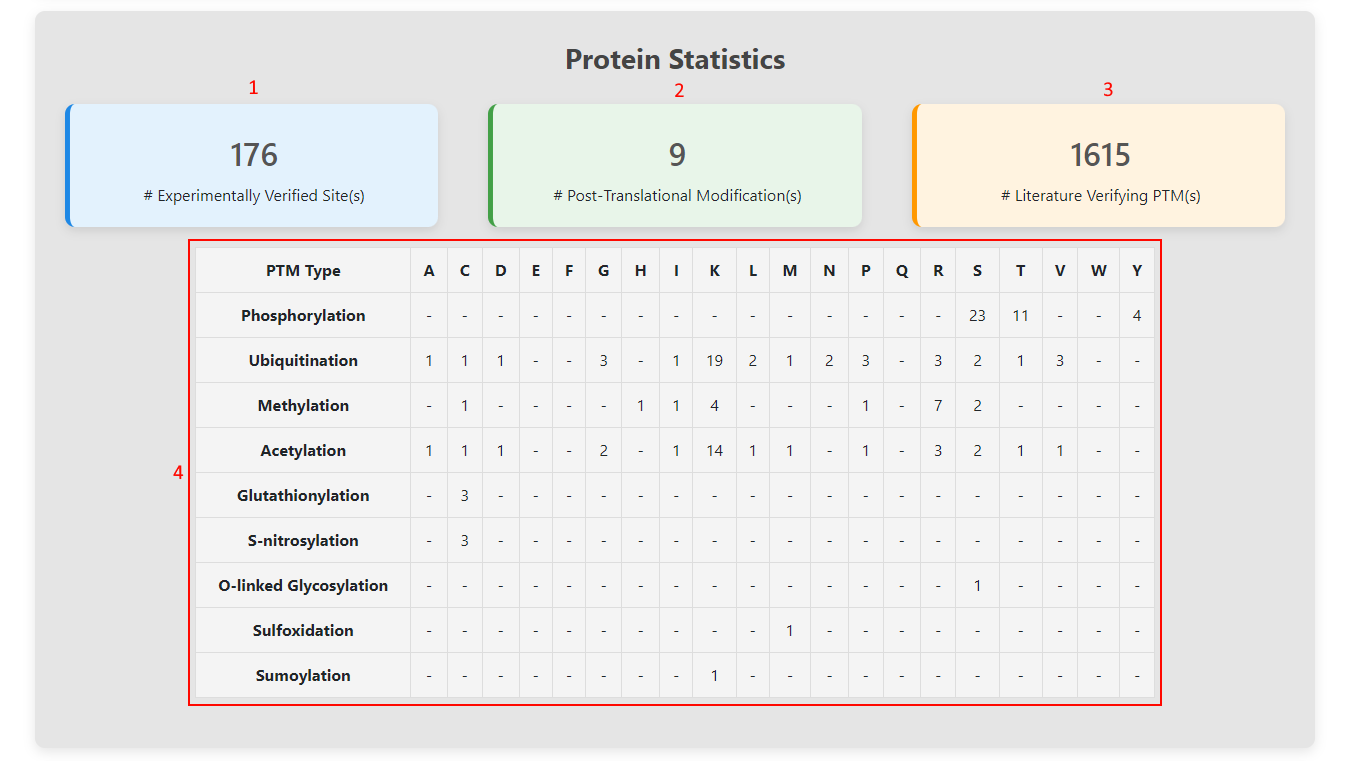 Protein Statistics
1 2 3
176 9 1615
# Experimentally Verified Site(s) # Post-Translational Modification(s) # Literature Verifying PTM(s)
PTM Type A C D E F G H I K L M N P Q R S T V W Y
Phosphorylation - - - - - - - - - - - - - - - 23 11 - - 4
Ubiquitination 1 1 1 - - 3 - 1 19 2 1 2 3 - 3 2 1 3 - -
Methylation - 1 - - - - 1 1 4 - - - 1 - 7 2 - - - -
4
Acetylation 1 1 1 - - 2 - 1 14 1 1 - 1 - 3 2 1 1 - -
Glutathionylation - 3 - - - - - - - - - - - - - - - - - -
S-nitrosylation - 3 - - - - - - - - - - - - - - - - - -
O-linked Glycosylation - - - - - - - - - - - - - - - 1 - - - -
Sulfoxidation - - - - - - - - - - 1 - - - - - - - - -
Sumoylation - - - - - - - - 1 - - - - - - - - - - -